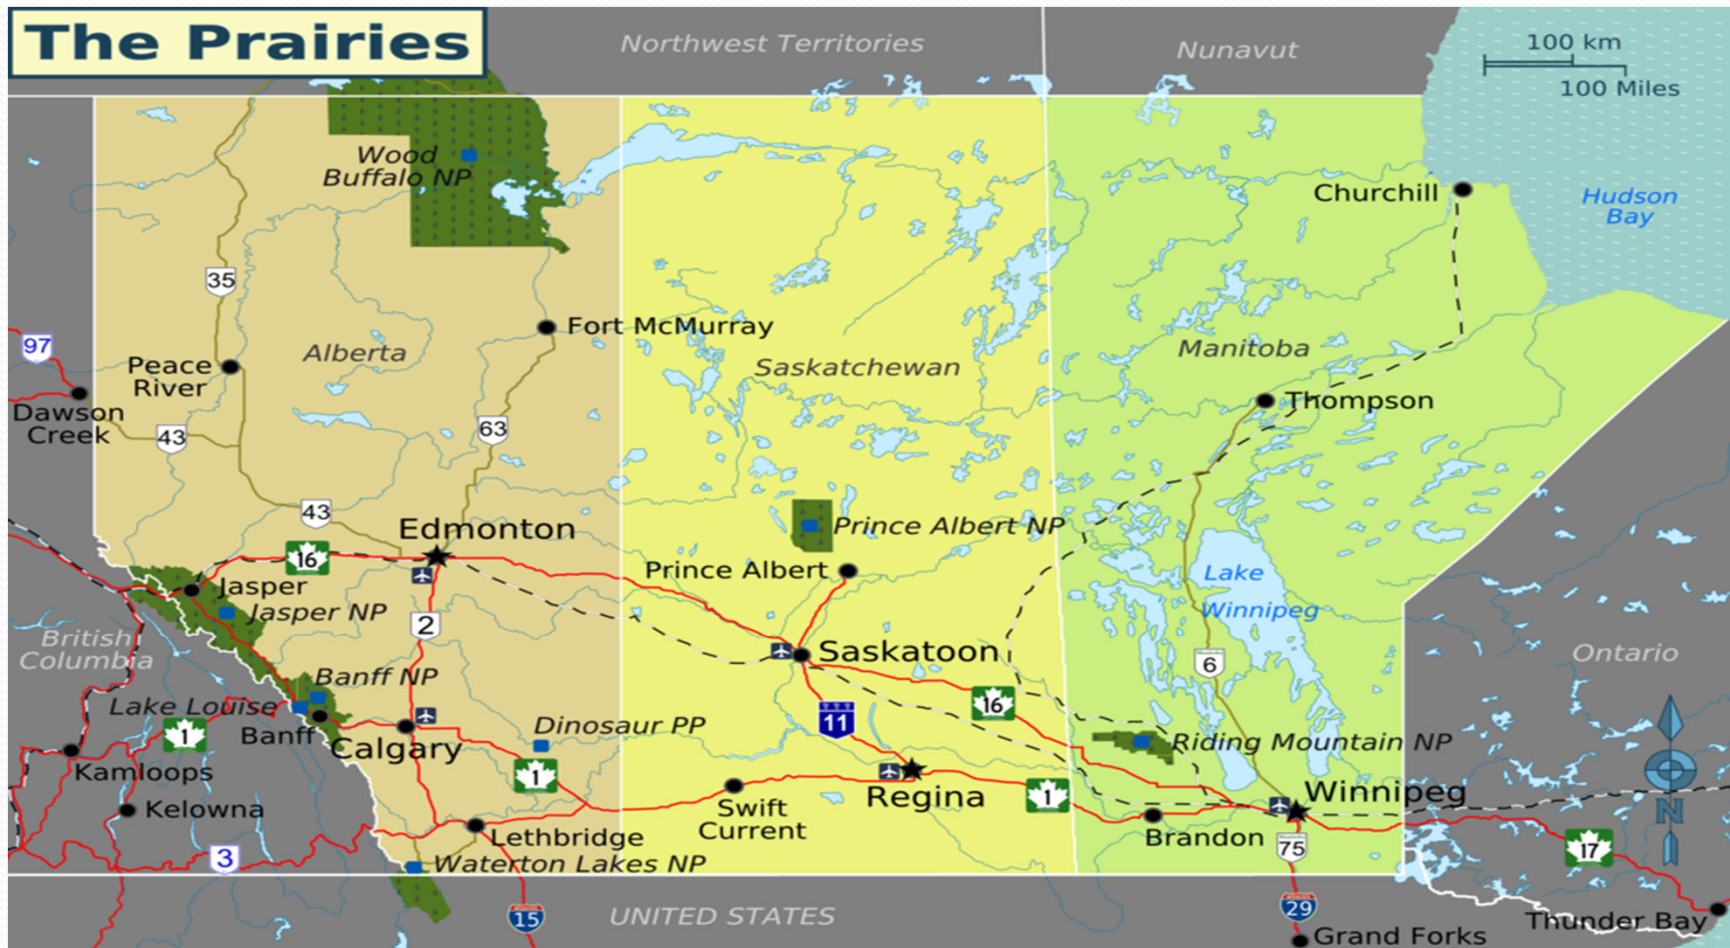 The Prairies
Northwest Territories
Nunavut
100 km
100 Miles
Wood
Buffalo NP
Churchill
Hudson
Bay
35
97
Fort McMurray
Peace
River
Alberta
Saskatchewan
Manitoba
Dawson
Creek
43
63
Thompson
43
Edmonton
Prince Albert NP
16
Jasper
Prince Albert
Lake
Winnipeg
Jasper NP
2
British
Columbia
Saskatoon
6
Ontario
Banff NP
Lake Louise
16
1
Banff
Calgary
Dinosaur PP
11
Riding Mountain NP
Kamloops
1
Regina
1
Winnipeg
N
Kelowna
Swift
Current
Lethbridge
Brandon
3
Waterton Lakes NP
75
17
15
UNITED STATES
29
Thunder Bay
Grand Forks